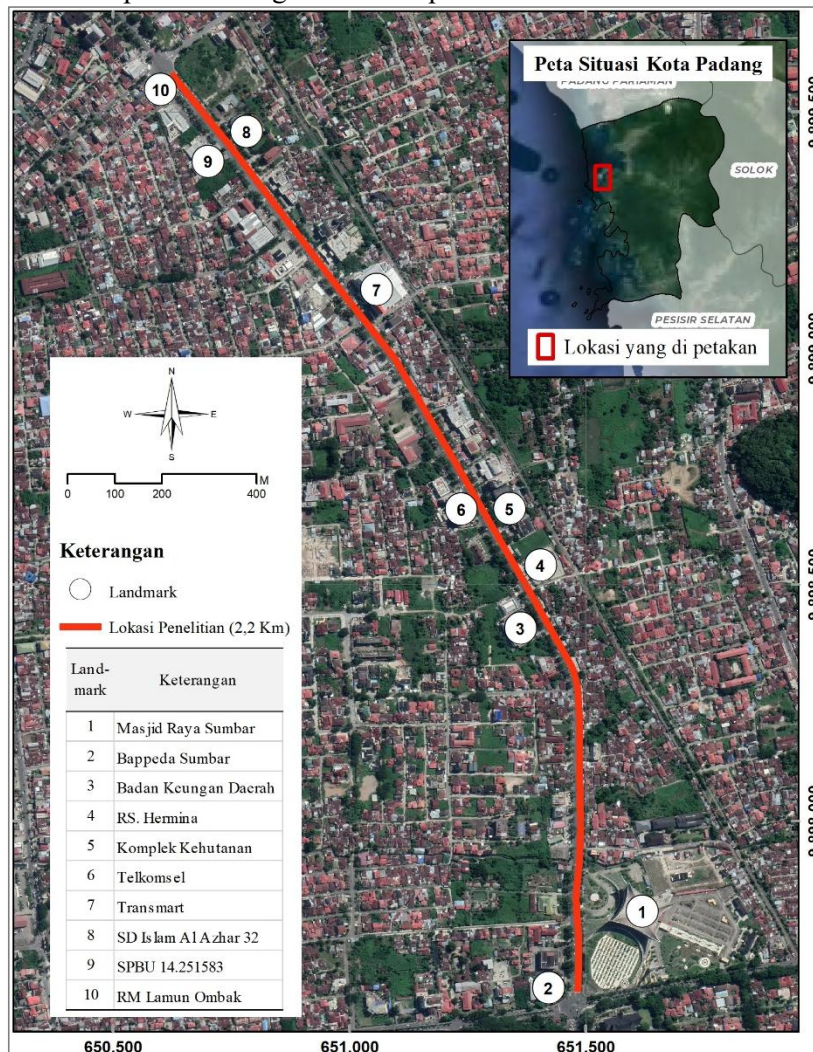 Peta Situasi Kota Padang
PADANG PARIAMAN
SOLOK
PESISIR SELATAN
Lokasi yang di petakan
10
8
9
7
6
5
4
3
1
2
N
W
E
S
0 100 200 400
M
Keterangan
Landmark
Lokasi Penelitian (2,2 Km)
Land-
mark
Keterangan
1 Masjid Raya Sumbar
2 Bappeda Sumbar
3 Badan Keungan Daerah
4 RS. Hermina
5 Komplek Kehutanan
6 Telkomsel
7 Transmart
8 SD Islam Al Azhar 32
9 SPBU 14.251583
10 RM Lamun Ombak
650.500 651.000 651.500